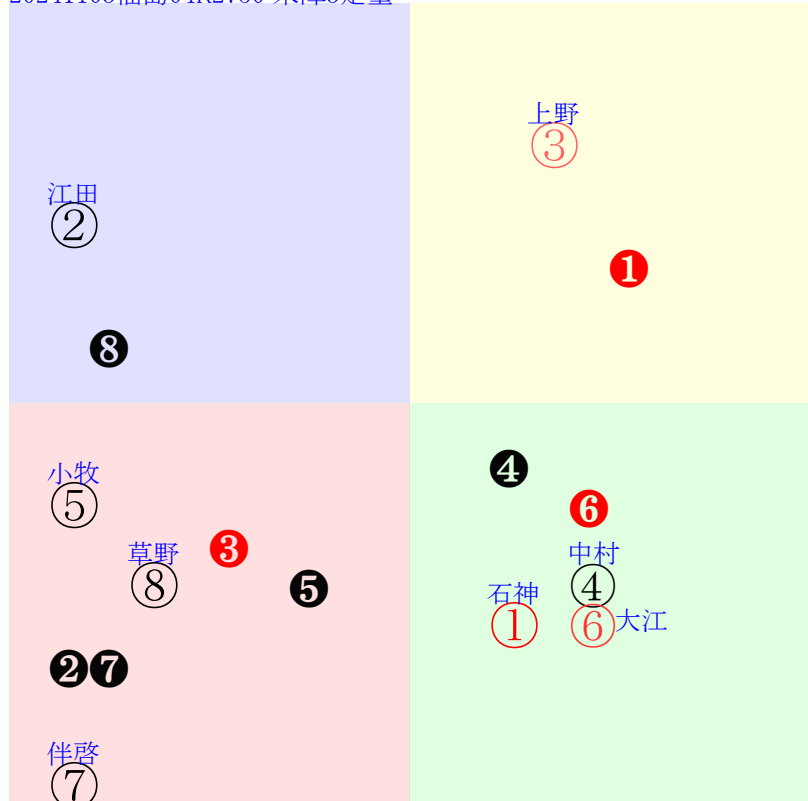 上野
③
江田
②
❶
❽
❹
小牧
⑤
❻
❸
草野
⑧
中村
④
❺
石神
①
⑥大江
❷❼
伴啓
⑦